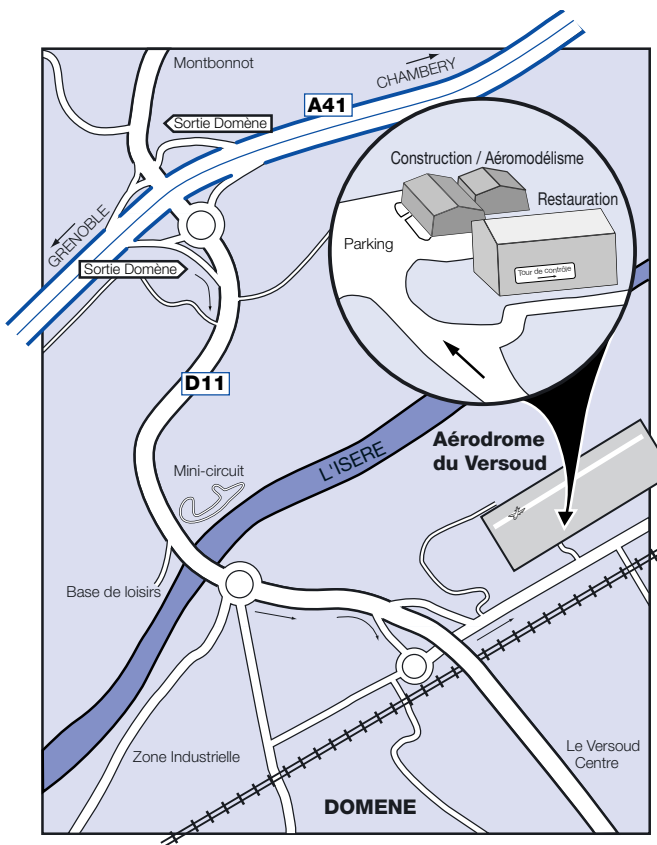 Montbonnot
CHAMBERY
A41
Sortie Domène
Construction / Aéromodélisme
Restauration
Parking
GRENOBLE
Sortie Domène
Tour de contrôle
D11
Aérodrome
du Versoud
L'ISERE
Mini-circuit
Base de loisirs
Zone Industrielle
Le Versoud
Centre
DOMENE